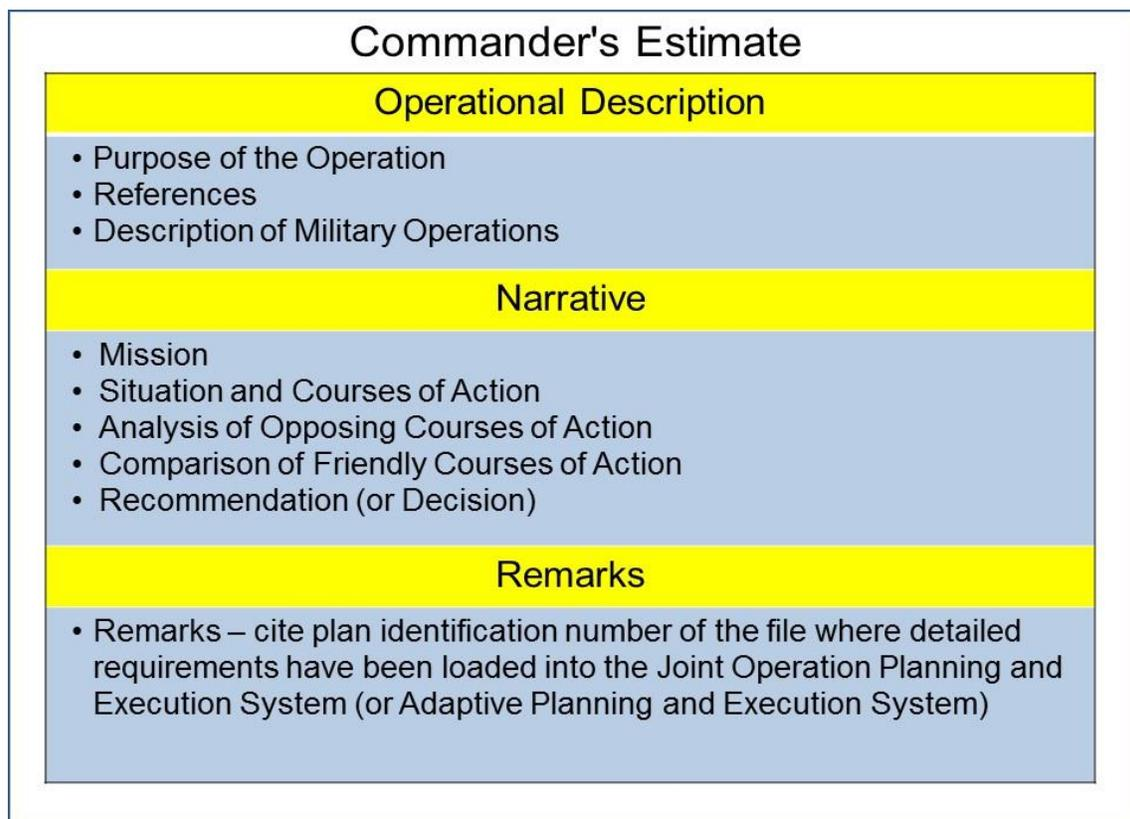 Commander's Estimate
Operational Description
• Purpose of the Operation
• References
• Description of Military Operations
Narrative
• Mission
• Situation and Courses of Action
• Analysis of Opposing Courses of Action
• Comparison of Friendly Courses of Action
• Recommendation (or Decision)
Remarks
• Remarks – cite plan identification number of the file where detailed
requirements have been loaded into the Joint Operation Planning and
Execution System (or Adaptive Planning and Execution System)